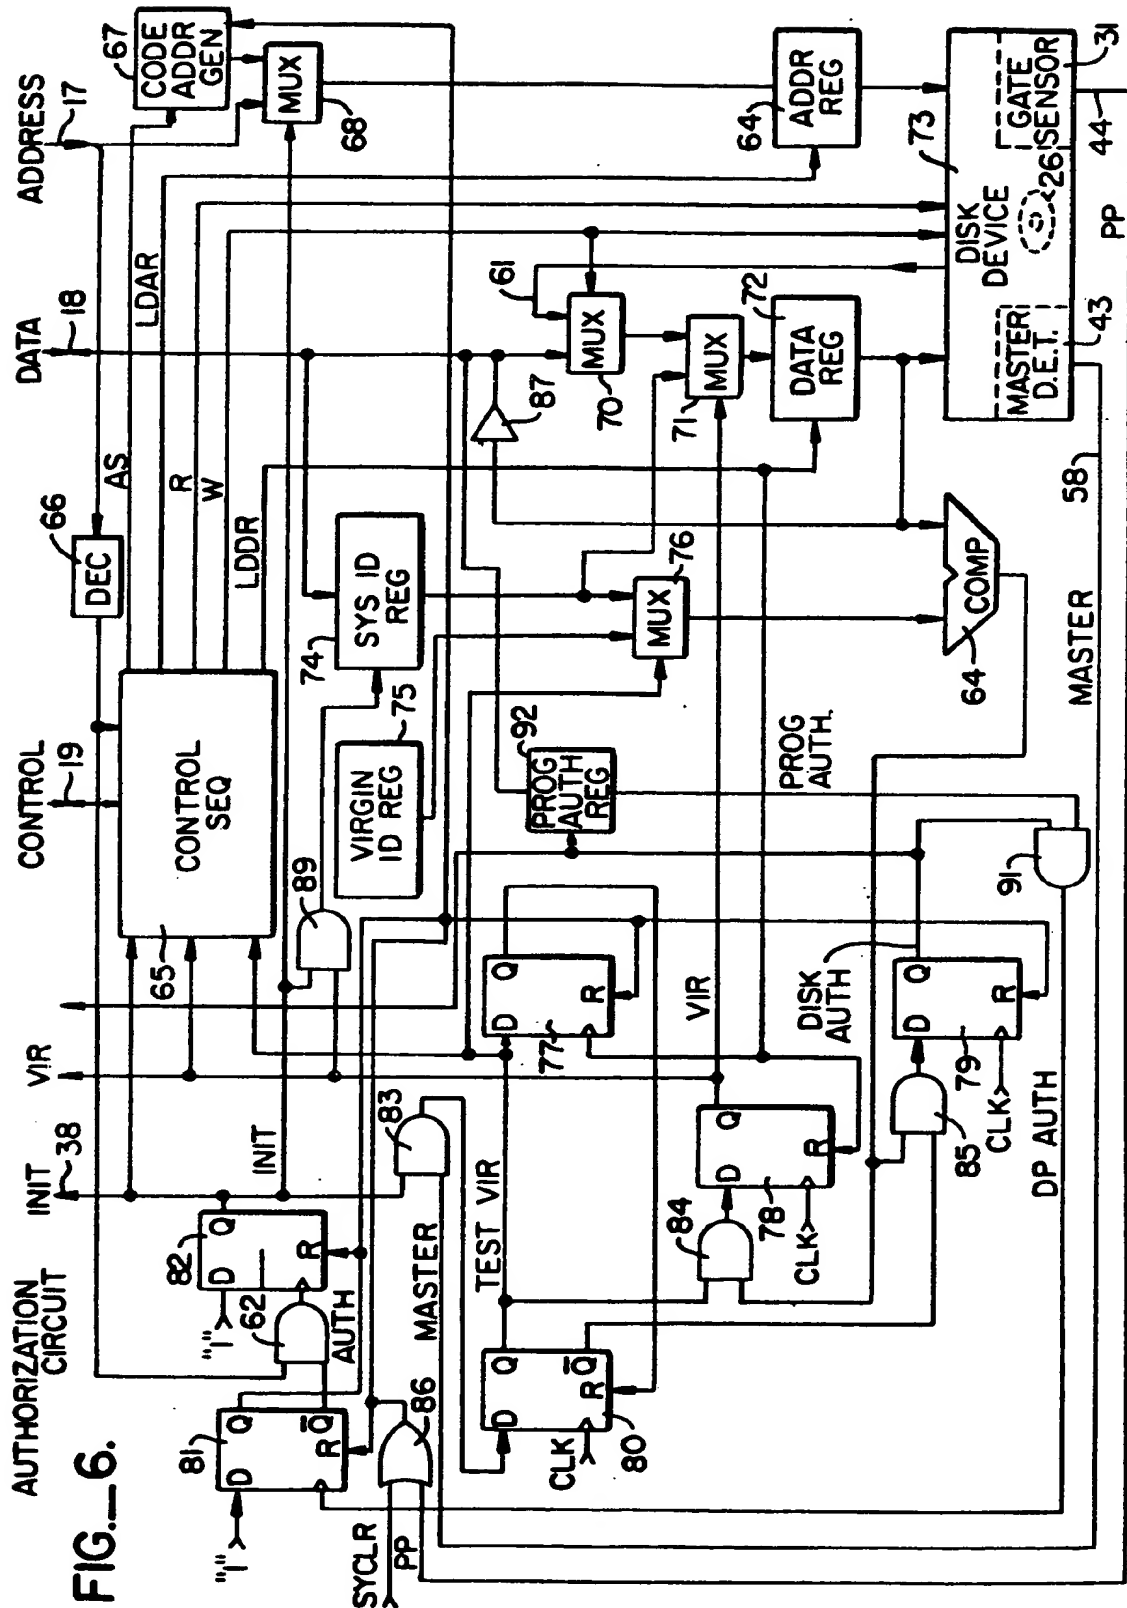 FIG._6.
AUTHORIZATION
CIRCUIT
INIT
38
VIR
CONTROL
19
DATA
18
ADDRESS
17
67
CODE
ADDR
GEN
MUX
68
66
DEC
AS
LDAR
R
W
LDDR
65
CONTROL
SEQ
INIT
89
74
SYS ID
REG
VIRGIN
ID REG
75
64
ADDR
REG
61
MUX
70
87
MUX
71
72
DATA
REG
73
DISK
DEVICE
26
GATE
SENSOR
31
MASTER
D.E.T.
43
44
PP
58
MASTER
MUX
76
64
COMP
92
PROG
AUTH
REG
PROG
AUTH.
91
81
D
Q
Q
R
"1"
82
D
Q
R
"1"
62
AUTH
86
SYCLR
PP
83
MASTER
TEST VIR
77
D
Q
R
80
D
Q
Q
R
CLK
84
78
D
Q
R
CLK
VIR
DISK
AUTH
79
D
Q
R
CLK
85
DP AUTH